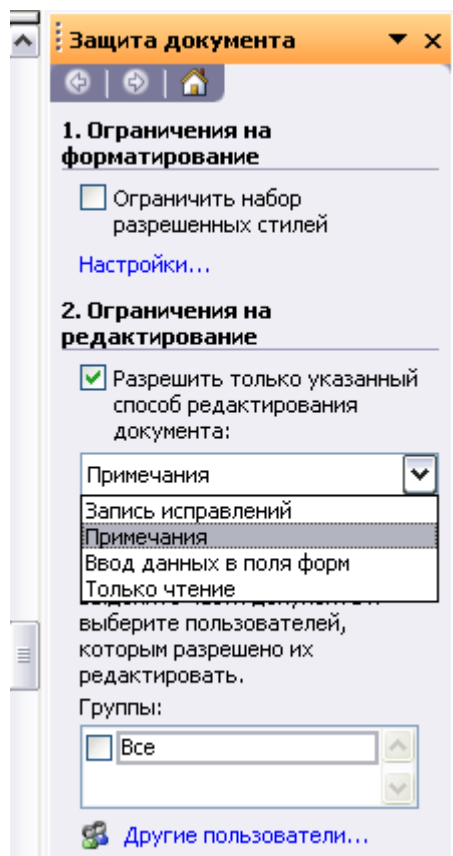 Защита документа
1. Ограничения на
форматирование
Ограничить набор
разрешенных стилей
Настройки...
2. Ограничения на
редактирование
Разрешить только указанный
способ редактирования
документа:
Примечания
Запись исправлений
Примечания
Ввод данных в поля форм
Только чтение
выберите пользователей,
которым разрешено их
редактировать.
Группы:
Все
Другие пользователи...